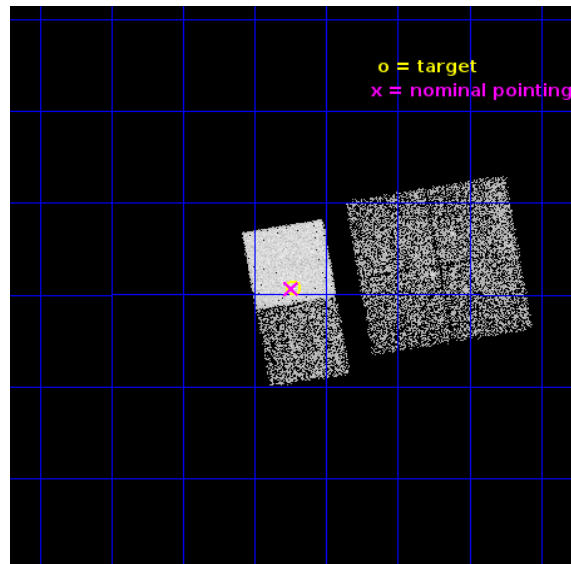 o = target
x = nominal pointing